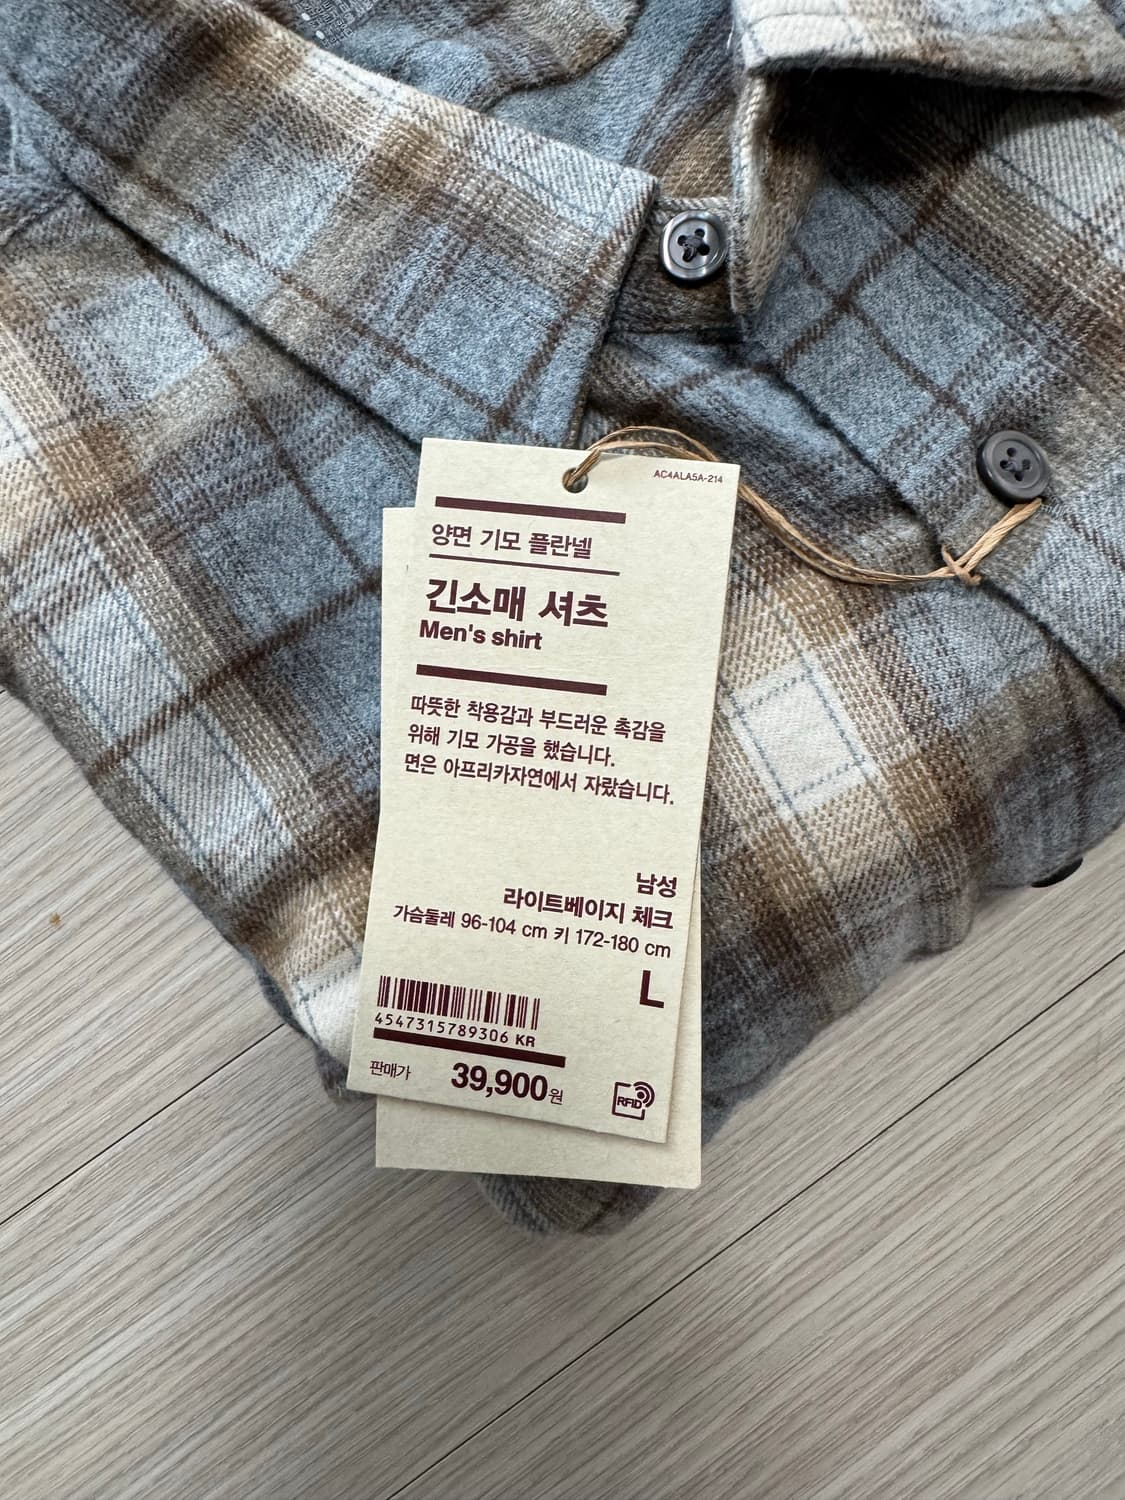 AC4ALA5A-214
양면 기모 플란넬
긴소매 셔츠
Men's shirt
따뜻한 착용감과 부드러운 촉감을
위해 기모 가공을 했습니다.
면은 아프리카자연에서 자랐습니다.
남성
라이트베이지 체크
가슴둘레 96-104 cm 키 172-180 cm
L
4547315789306 KR
판매가 39,900원
RFID